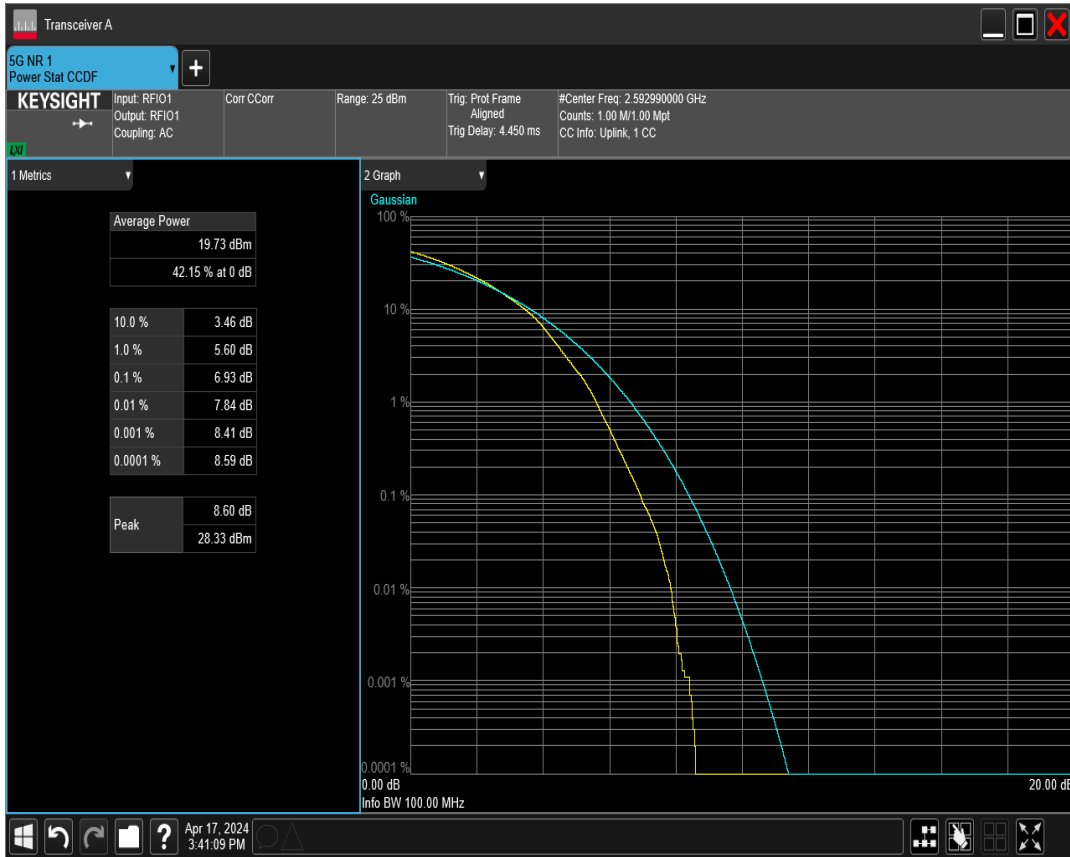 Transceiver A
5G NR 1
Power Stat CCDF
KEYSIGHT
LXI
Input: RFIO1
Output: RFIO1
Coupling: AC
Corr CCorr
Range: 25 dBm
Trig: Prot Frame
Aligned
Trig Delay: 4.450 ms
#Center Freq: 2.592990000 GHz
Counts: 1.00 M/1.00 Mpt
CC Info: Uplink, 1 CC
1 Metrics
Average Power
19.73 dBm
42.15 % at 0 dB
10.0 % 3.46 dB
1.0 % 5.60 dB
0.1 % 6.93 dB
0.01 % 7.84 dB
0.001 % 8.41 dB
0.0001 % 8.59 dB
Peak
8.60 dB
28.33 dBm
2 Graph
Gaussian
100 %
10 %
1 %
0.1 %
0.01 %
0.001 %
0.0001 %
0.00 dB 20.00 dB
Info BW 100.00 MHz
?
Apr 17, 2024
3:41:09 PM